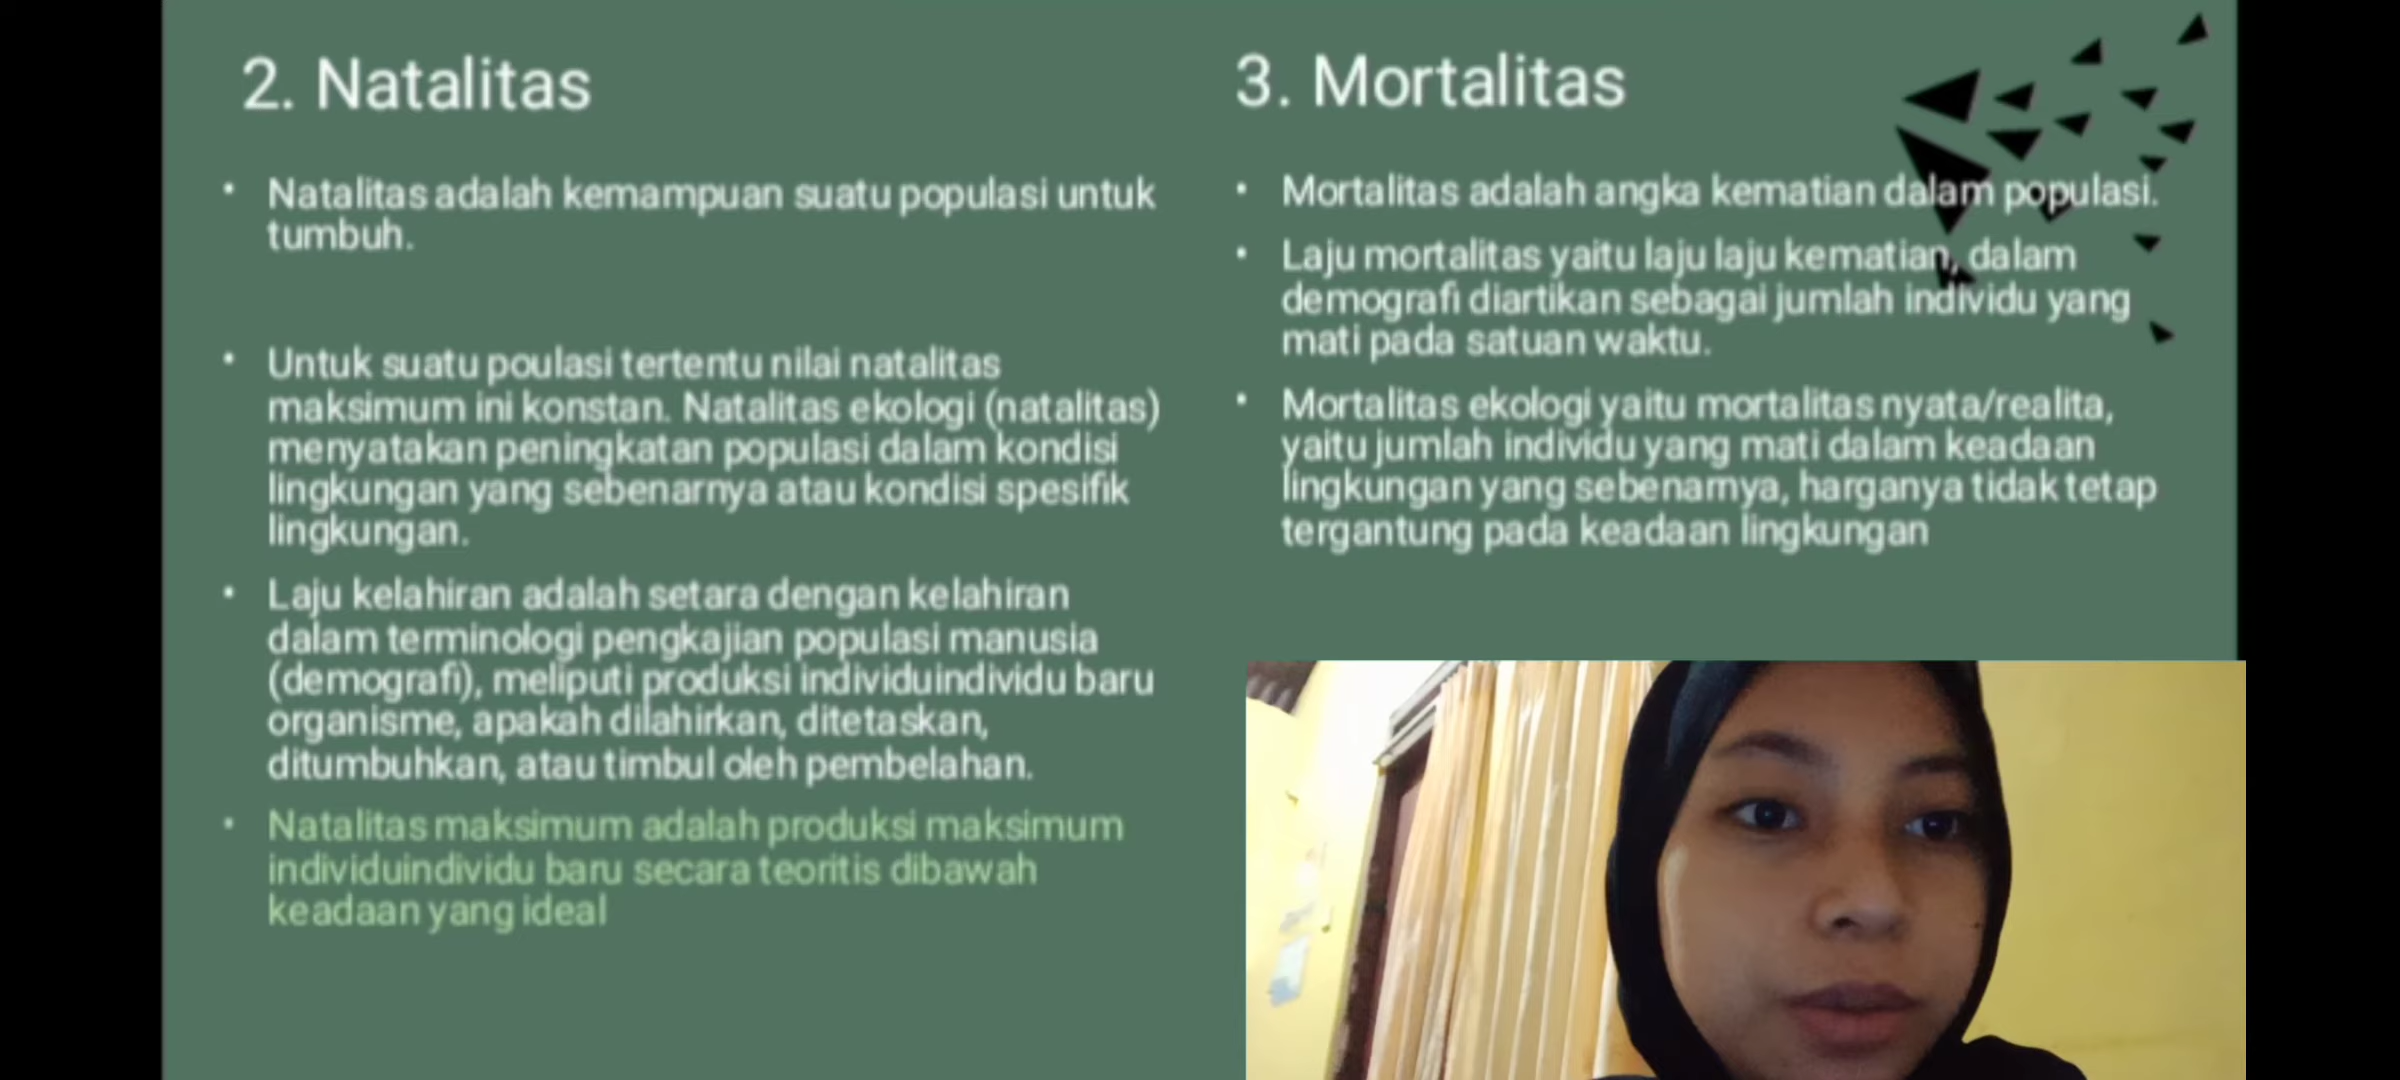 2. Natalitas
• Natalitas adalah kemampuan suatu populasi untuk
tumbuh.
• Untuk suatu poulasi tertentu nilai natalitas
maksimum ini konstan. Natalitas ekologi (natalitas)
menyatakan peningkatan populasi dalam kondisi
lingkungan yang sebenarnya atau kondisi spesifik
lingkungan.
• Laju kelahiran adalah setara dengan kelahiran
dalam terminologi pengkajian populasi manusia
(demografi), meliputi produksi individuindividu baru
organisme, apakah dilahirkan, ditetaskan,
ditumbuhkan, atau timbul oleh pembelahan.
• Natalitas maksimum adalah produksi maksimum
individuindividu baru secara teoritis dibawah
keadaan yang ideal
3. Mortalitas
• Mortalitas adalah angka kematian dalam populasi.
• Laju mortalitas yaitu laju laju kematian, dalam
demografi diartikan sebagai jumlah individu yang
mati pada satuan waktu.
• Mortalitas ekologi yaitu mortalitas nyata/realita,
yaitu jumlah individu yang mati dalam keadaan
lingkungan yang sebenarnya, harganya tidak tetap
tergantung pada keadaan lingkungan